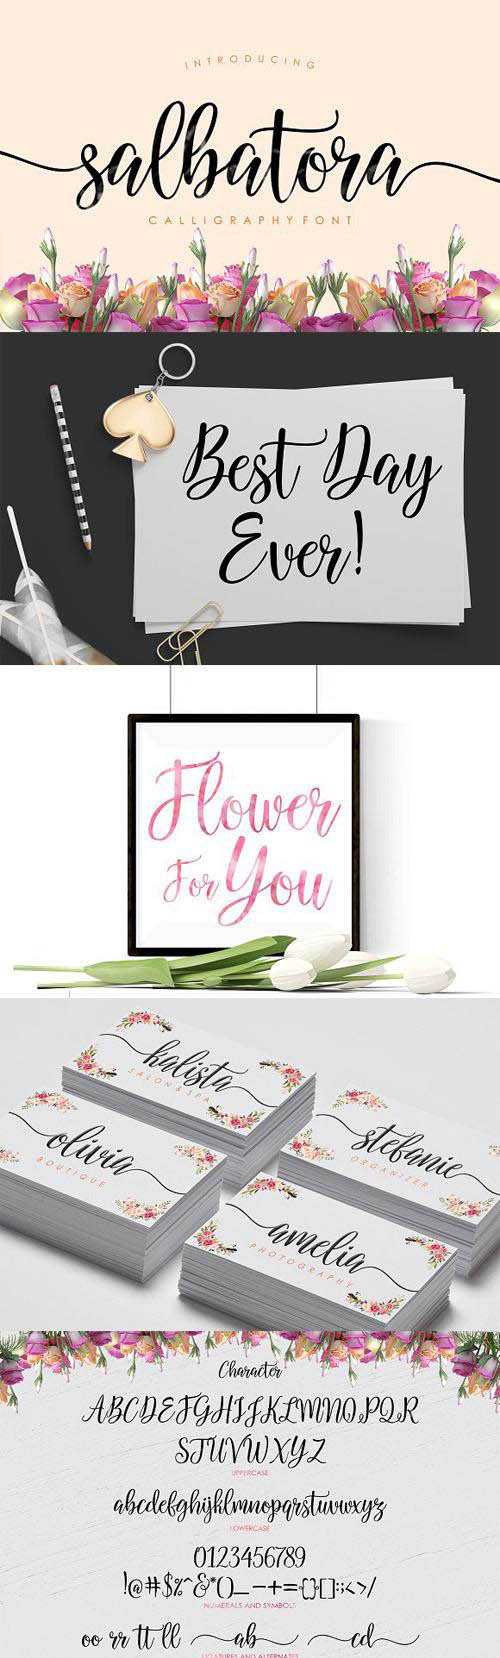 INTRODUCING
salbatora
CALLIGRAPHY FONT
Best Day
Ever!
Flower
For You
kalista
SALON & SPA
olivia
BOUTIQUE
stefanie
ORGANIZER
amelia
PHOTOGRAPHY
Character
ABCDEFGHIJKLMNOPQR
STUVWXYZ
UPPERCASE
abcdefghijklmnopqrstuvwxyz
LOWERCASE
0123456789
!@#$%^&*()_—+={}[]:;<>/
NUMERALS AND SYMBOLT
oo rr tt ll ab cd
LIGATURES AND ALTERNATES